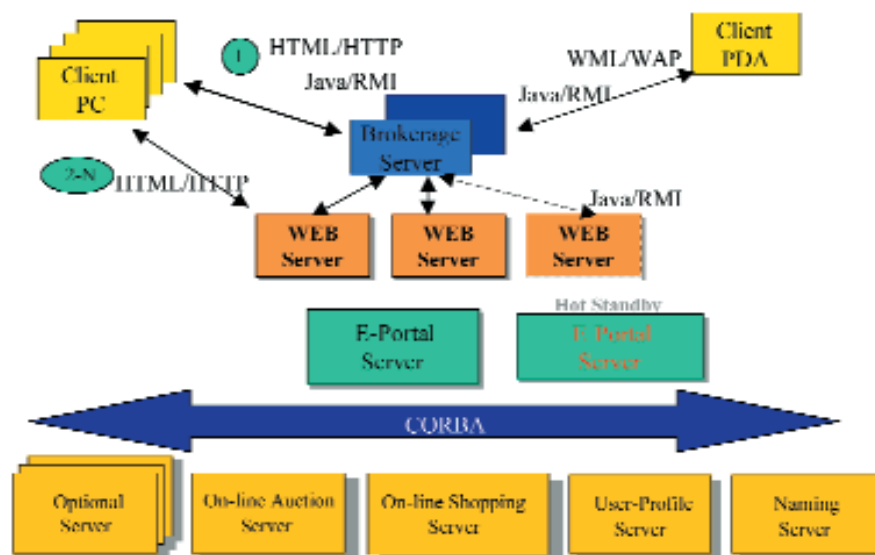 1
HTML/HTTP
Java/RMI
Client
PC
WML/WAP
Java/RMI
Client
PDA
Brokerage
Server
2-N
HTML/HTTP
Java/RMI
WEB
Server
WEB
Server
WEB
Server
Hot Standby
E-Portal
Server
E-Portal
Server
CORBA
Optional
Server
On-line Auction
Server
On-line Shopping
Server
User-Profile
Server
Naming
Server